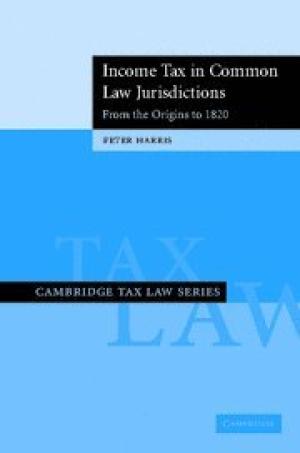 Income Tax in Common
Law Jurisdictions
From the Origins to 1820
PETER HARRIS
TAX
LAW
CAMBRIDGE TAX LAW SERIES
CAMBRIDGE